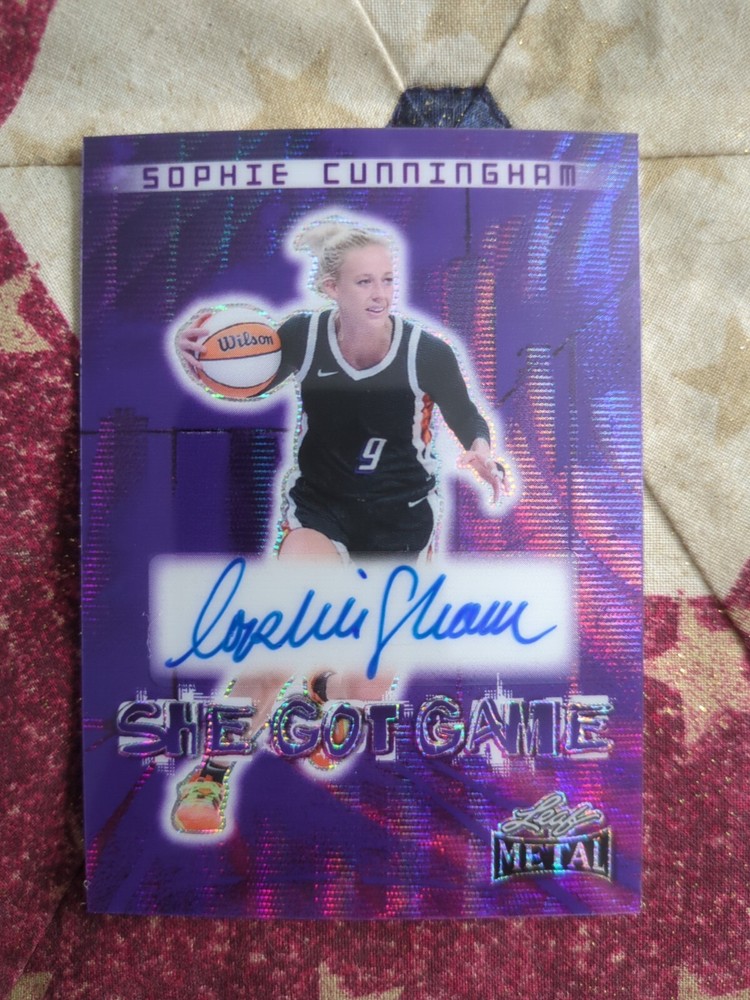 SOPHIE CUNNINGHAM
Wilson
9
SHE GOT GAME
Leaf
METAL